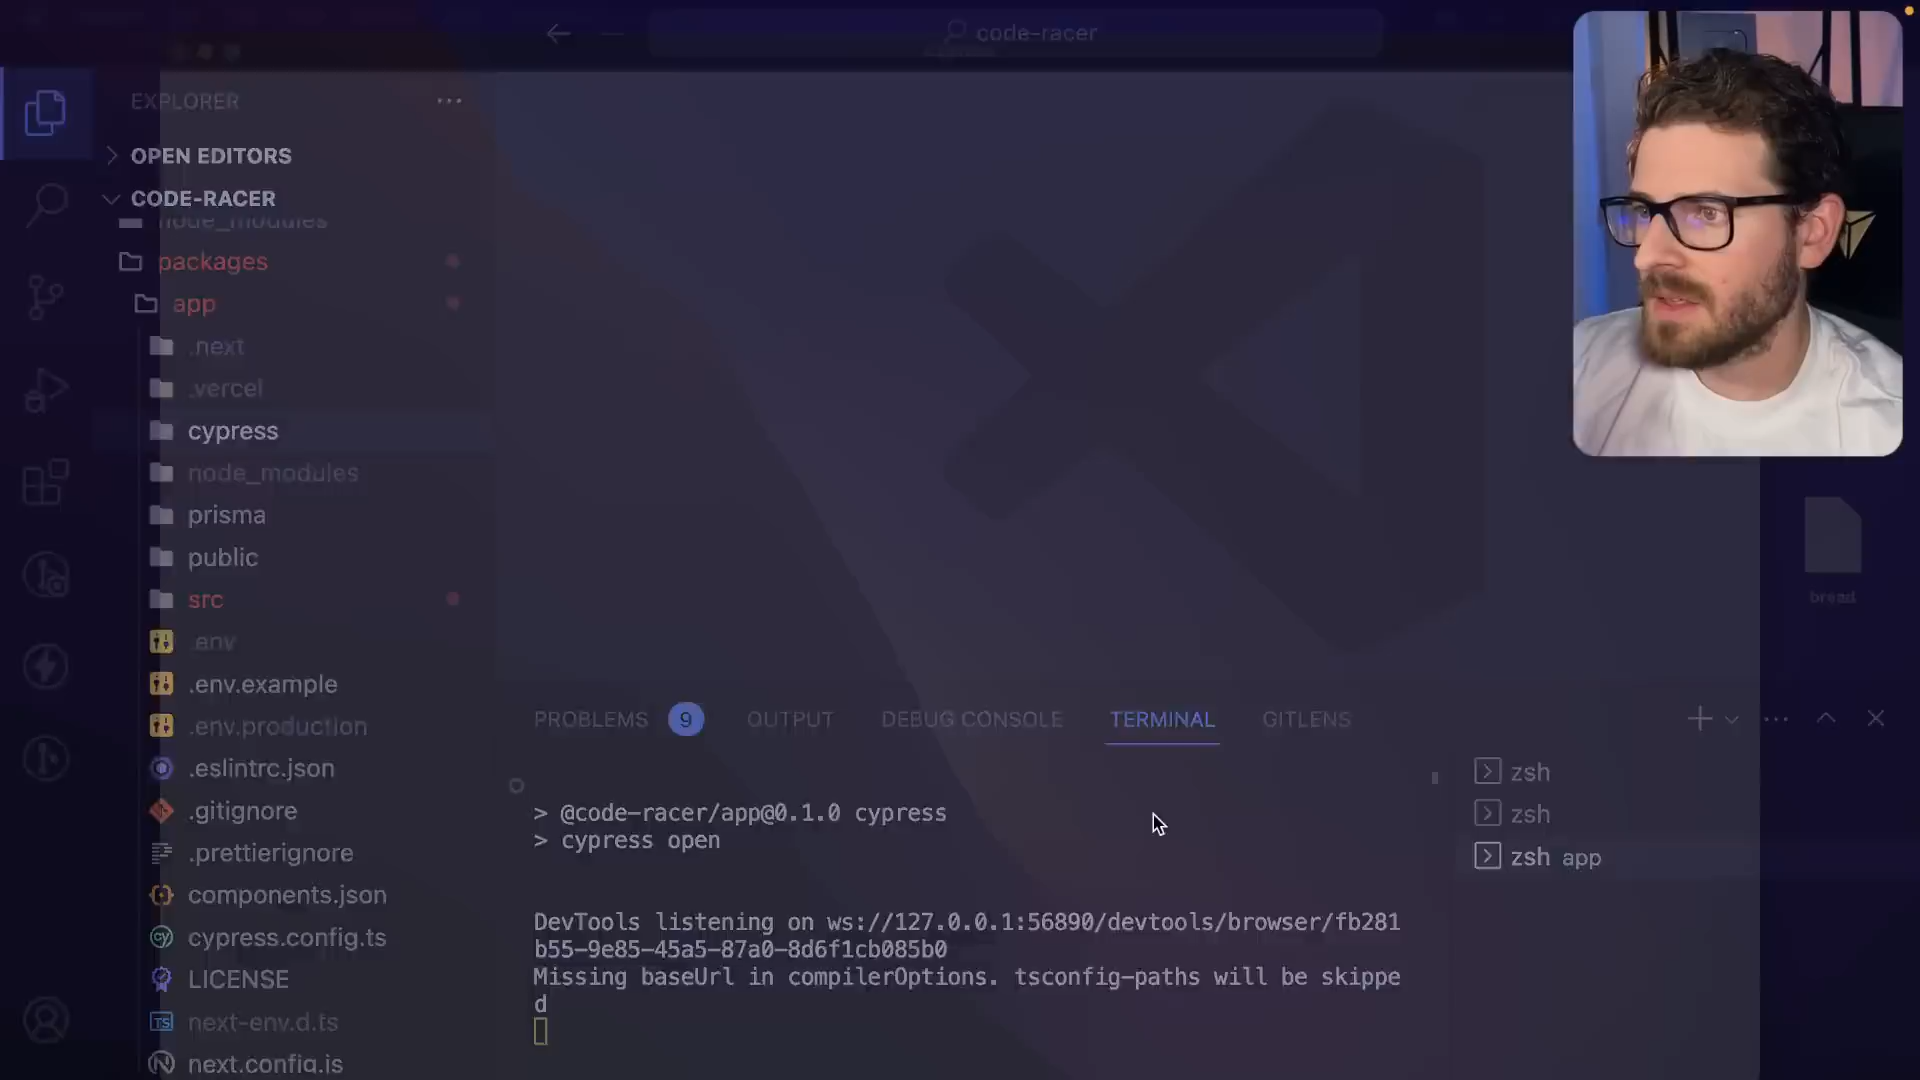 code-racer
EXPLORER
OPEN EDITORS
CODE-RACER
node_modules
packages
app
.next
.vercel
cypress
node_modules
prisma
public
src
.env
.env.example
.env.production
.eslintrc.json
.gitignore
.prettierignore
components.json
cypress.config.ts
LICENSE
next-env.d.ts
next.config.js
bread
PROBLEMS 9 OUTPUT DEBUG CONSOLE TERMINAL GITLENS
> @code-racer/app@0.1.0 cypress
> cypress open
DevTools listening on ws://127.0.0.1:56890/devtools/browser/fb281
b55-9e85-45a5-87a0-8d6f1cb085b0
Missing baseUrl in compilerOptions. tsconfig-paths will be skippe
d
zsh
zsh
zsh app